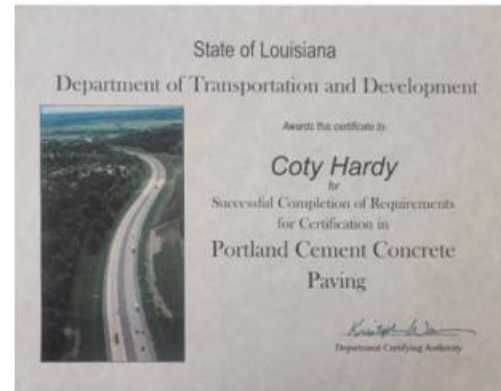 State of Louisiana
Department of Transportation and Development
Awards this certificate to
Coty Hardy
for
Successful Completion of Requirements
for Certification in
Portland Cement Concrete
Paving
Department Certifying Authority